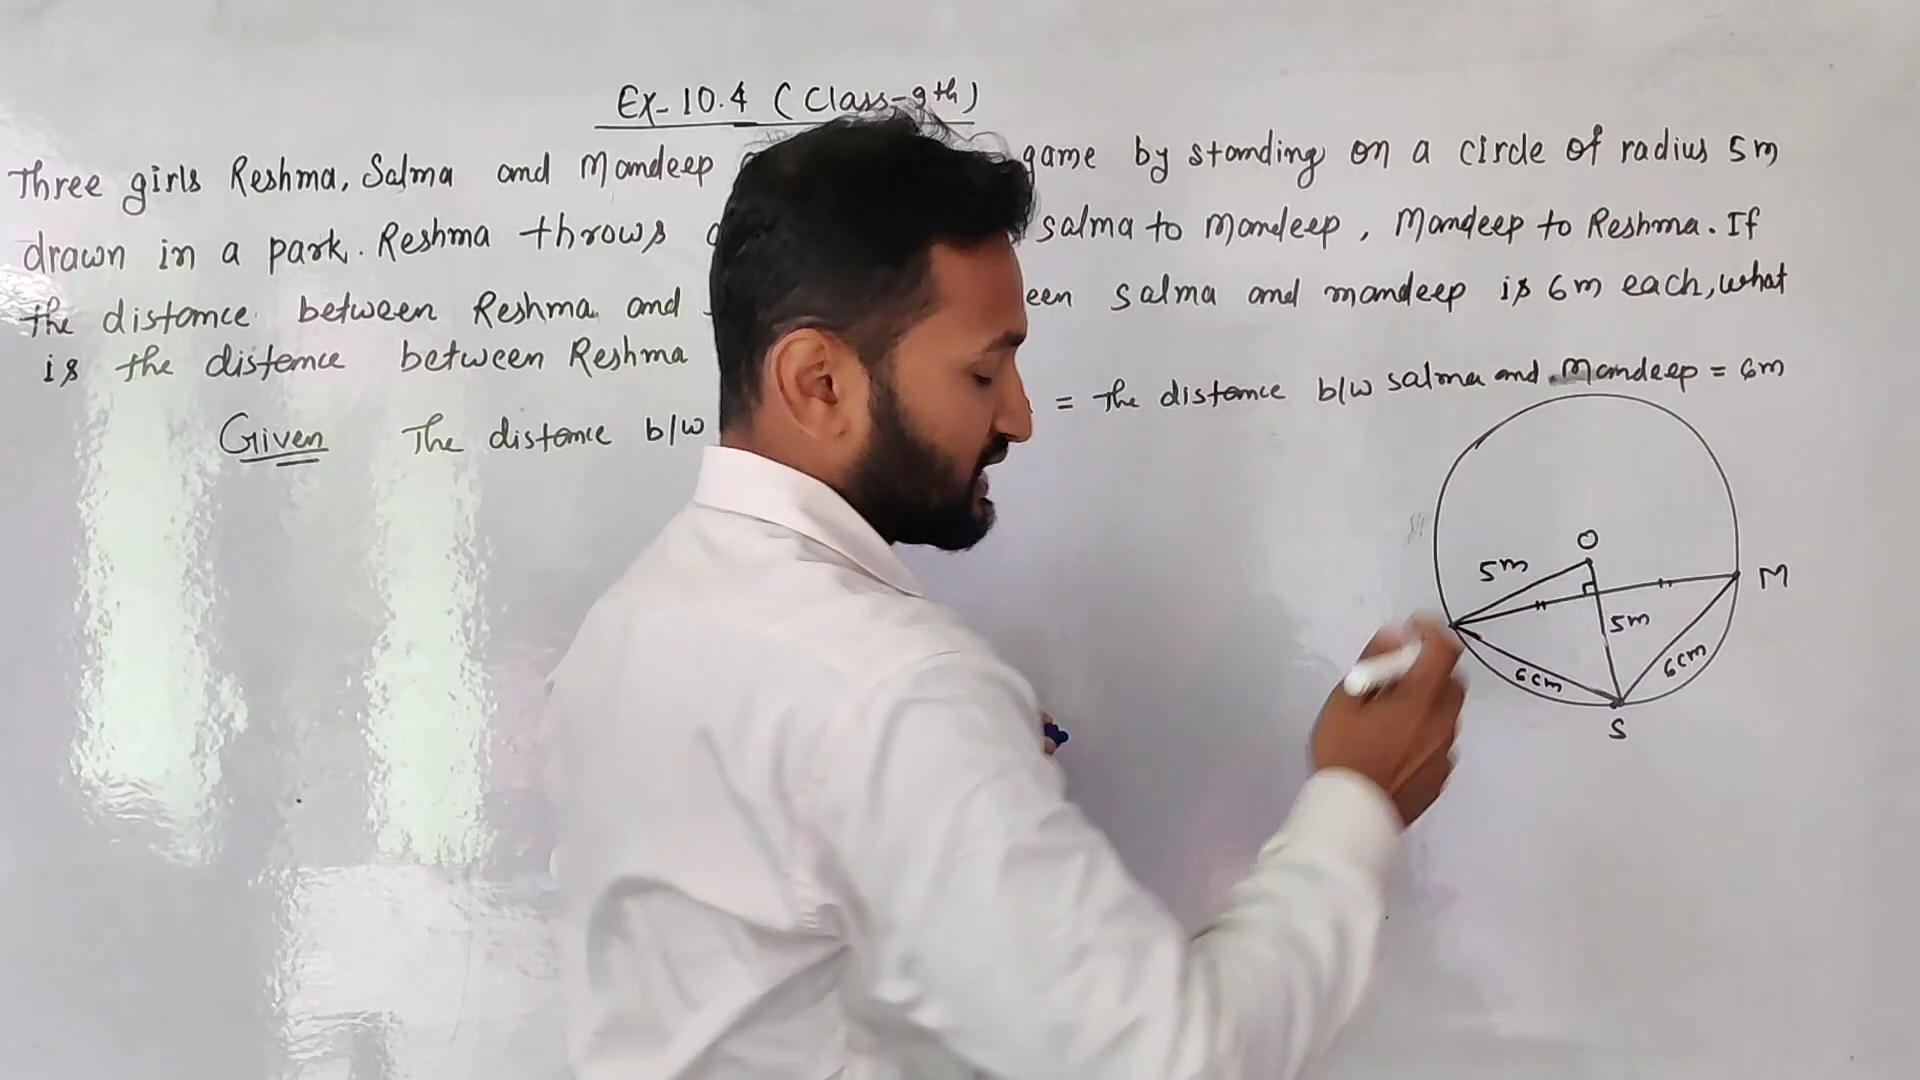 Ex-10.4 (Class-9th)
Three girls Reshma, Salma and Mandeep game by standing on a circle of radius 5m
drawn in a park. Reshma throws salma to Mandeep, Mandeep to Reshma. If
the distance between Reshma and een salma and mandeep is 6m each, what
is the distance between Reshma
Given The distance b/w = The distance b/w salma and Mandeep = 6m
O
5m
M
5m
6cm
6cm
S